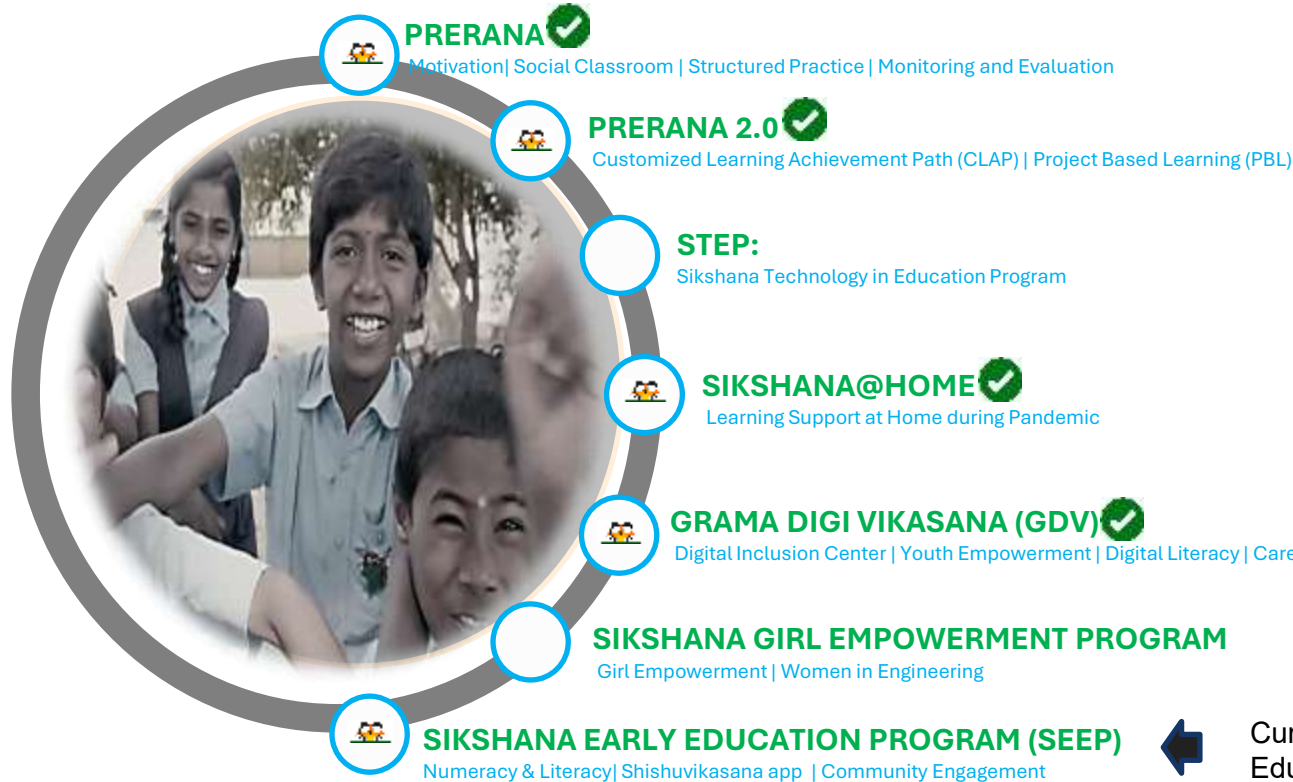 PRERANA
Motivation| Social Classroom | Structured Practice | Monitoring and Evaluation
PRERANA 2.0
Customized Learning Achievement Path (CLAP) | Project Based Learning (PBL)
STEP:
Sikshana Technology in Education Program
SIKSHANA@HOME
Learning Support at Home during Pandemic
GRAMA DIGI VIKASANA (GDV)
Digital Inclusion Center | Youth Empowerment | Digital Literacy |
SIKSHANA GIRL EMPOWERMENT PROGRAM
Girl Empowerment | Women in Engineering
SIKSHANA EARLY EDUCATION PROGRAM (SEEP)
Numeracy & Literacy| Shishuvikasana app | Community Engagement